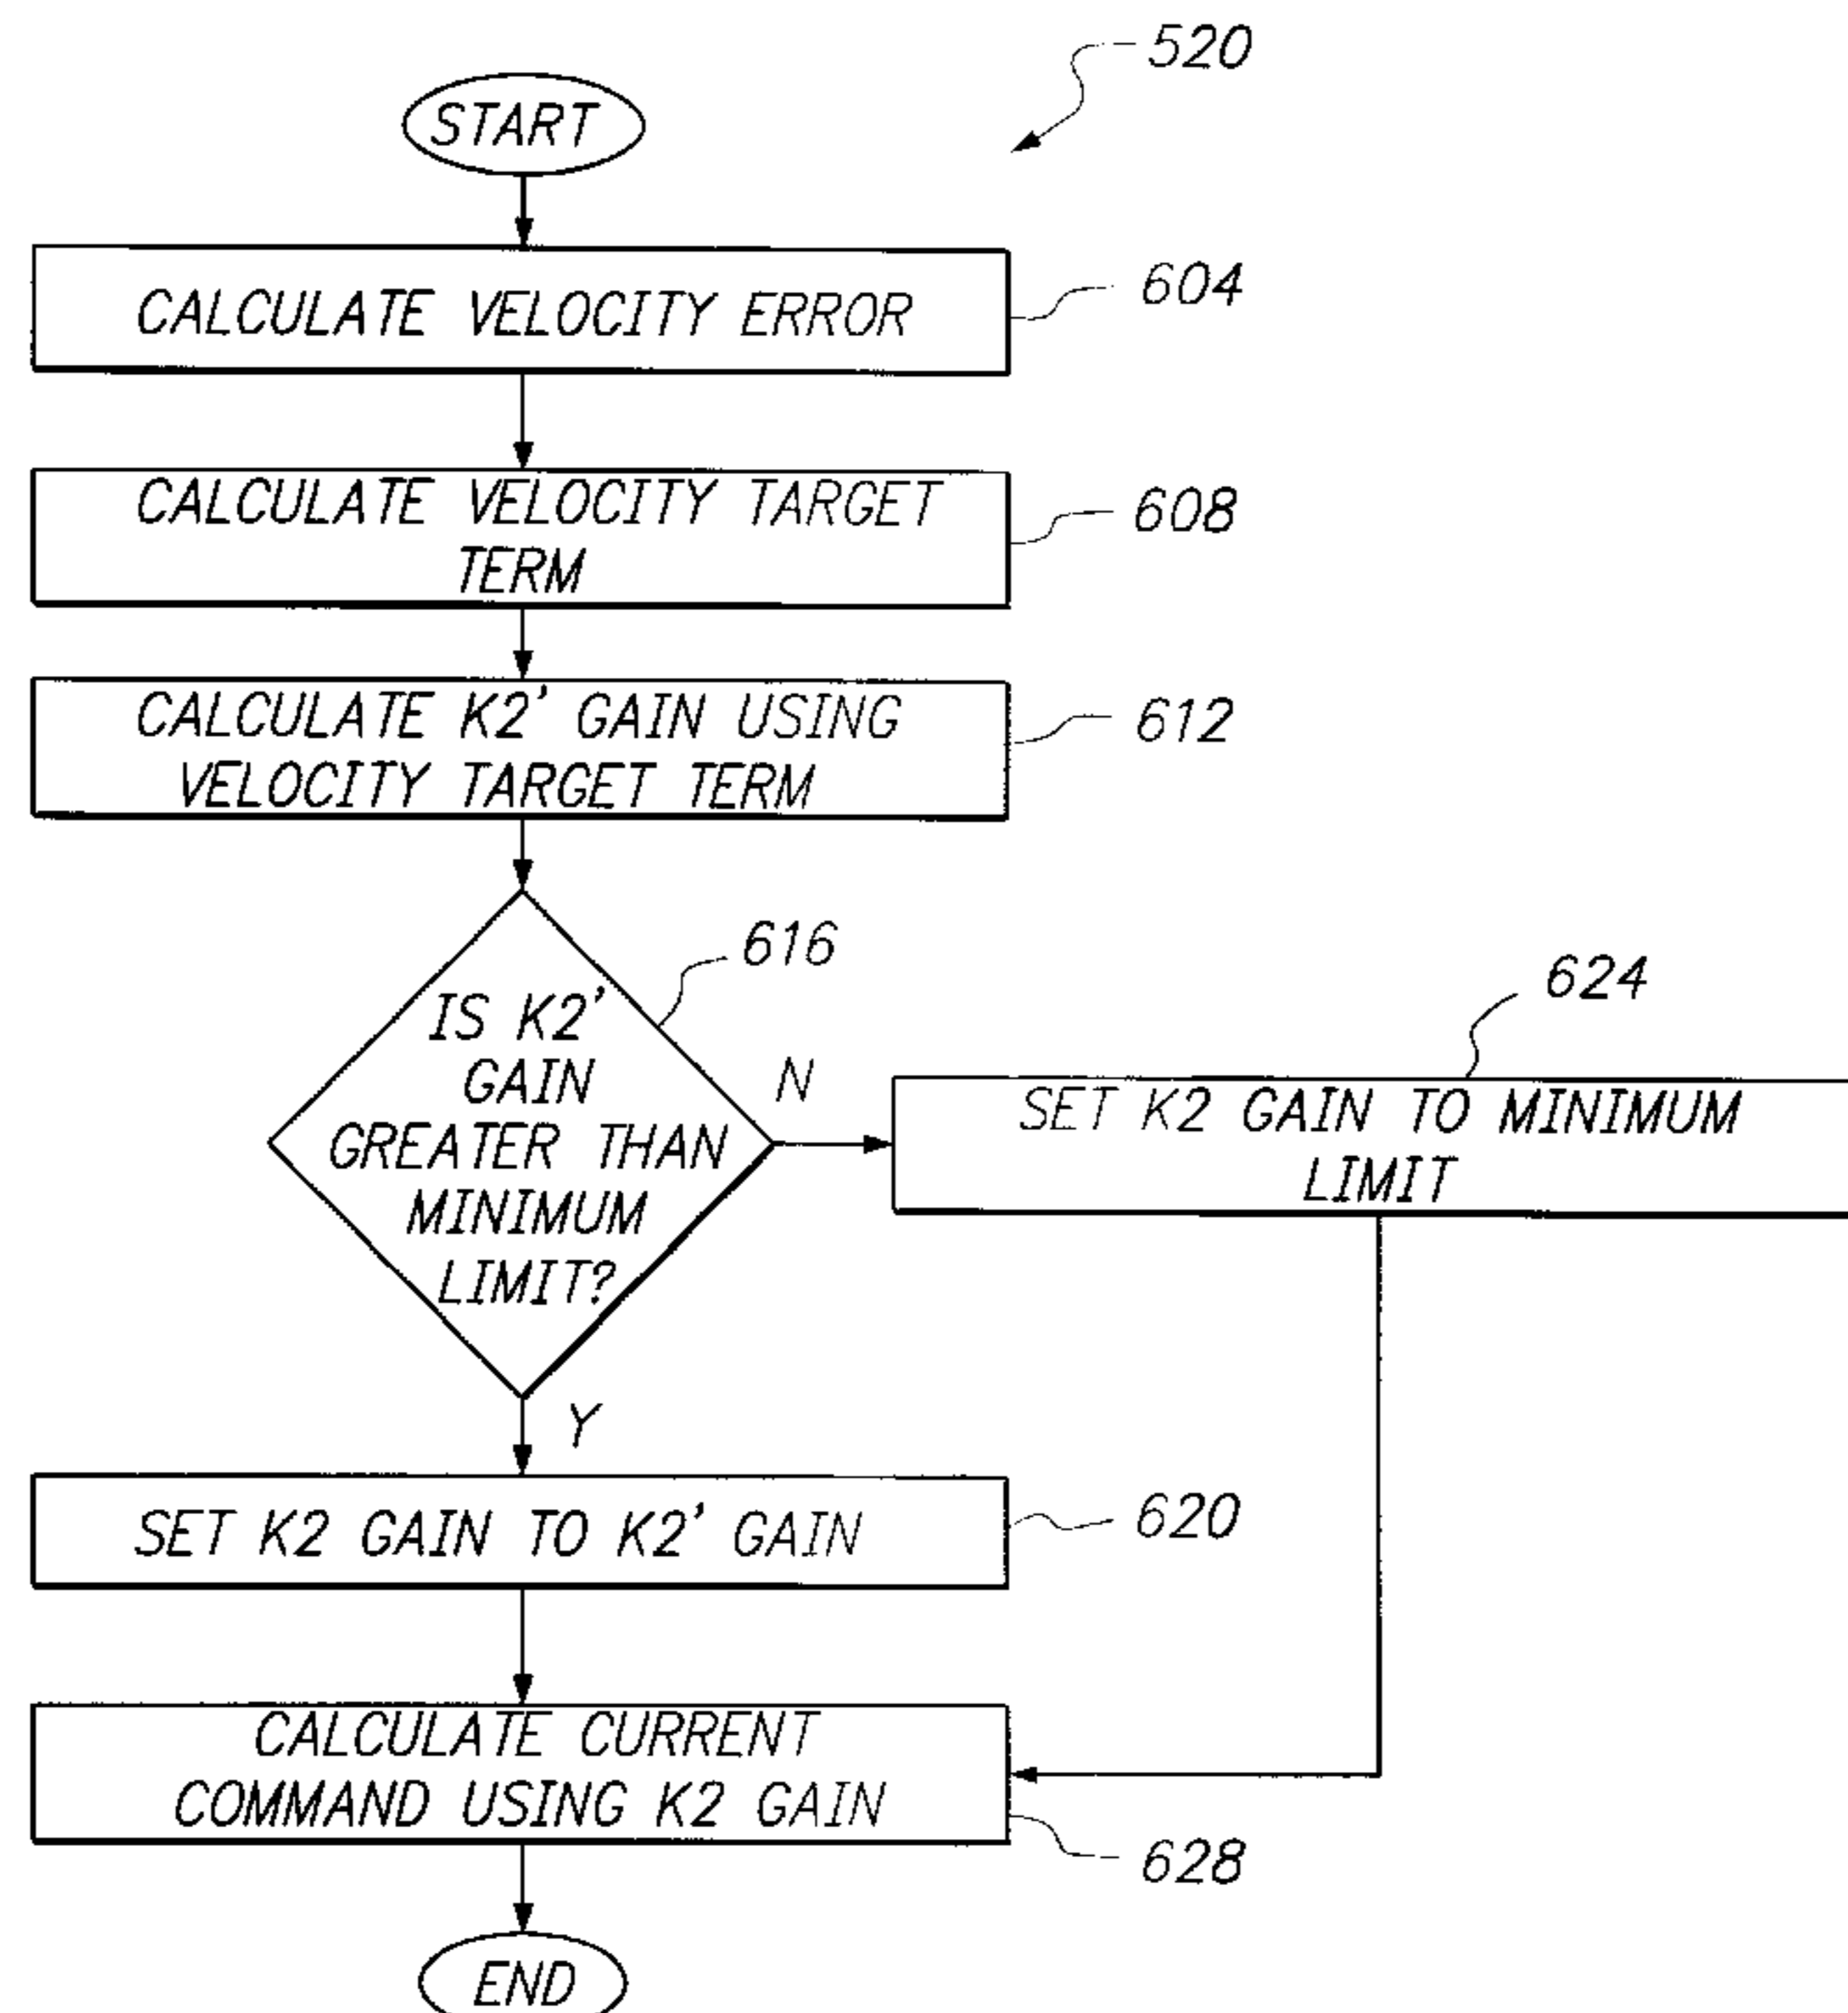 520
START
CALCULATE VELOCITY ERROR
604
CALCULATE VELOCITY TARGET
TERM
608
CALCULATE K2' GAIN USING
VELOCITY TARGET TERM
612
IS K2'
GAIN
GREATER THAN
MINIMUM
LIMIT?
616
N
624
SET K2 GAIN TO MINIMUM
LIMIT
Y
SET K2 GAIN TO K2' GAIN
620
CALCULATE CURRENT
COMMAND USING K2 GAIN
628
END